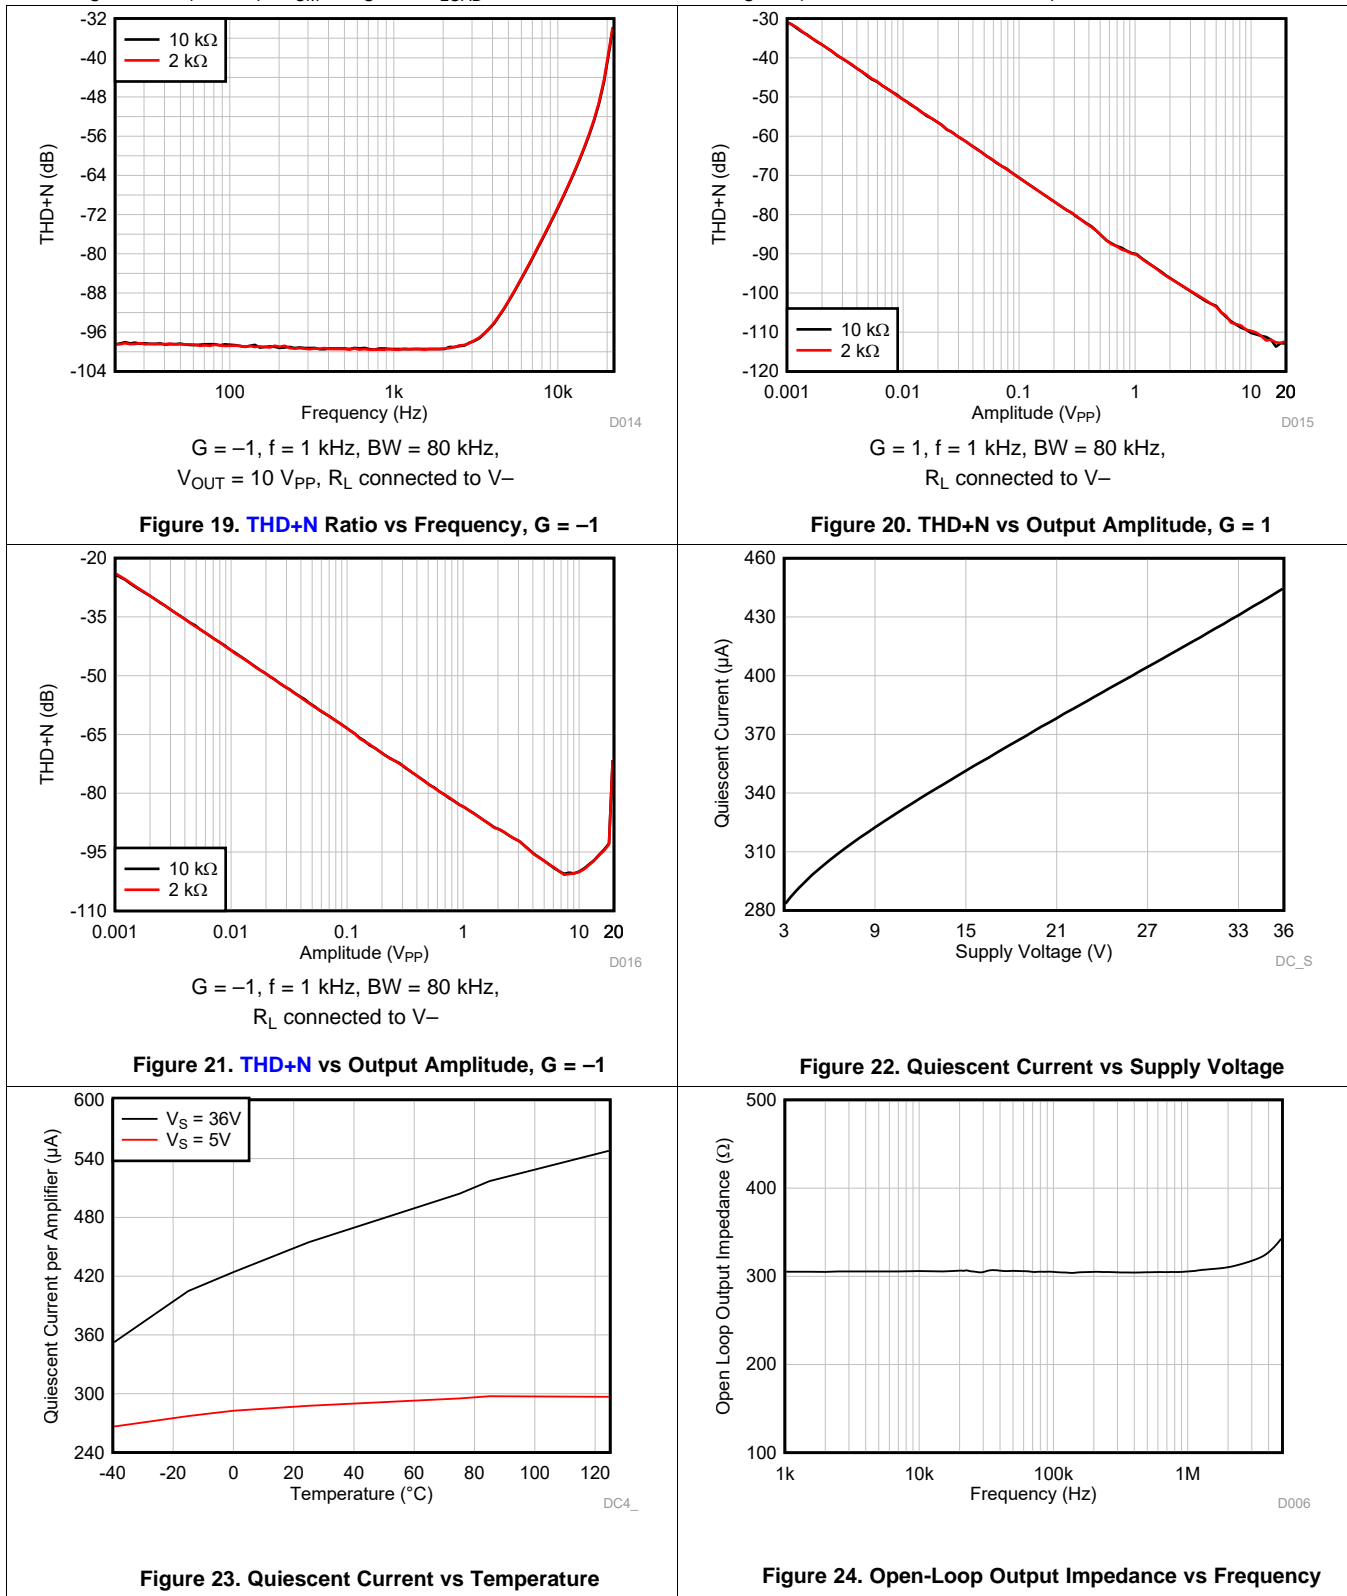 -32
-40
-48
-56
-64
-72
-80
-88
-96
-104
THD+N (dB)
10 kΩ
2 kΩ
100
1k
10k
Frequency (Hz)
D014
G = –1, f = 1 kHz, BW = 80 kHz,
VOUT = 10 VPP, RL connected to V–
Figure 19. THD+N Ratio vs Frequency, G = –1
-30
-40
-50
-60
-70
-80
-90
-100
-110
-120
THD+N (dB)
10 kΩ
2 kΩ
0.001
0.01
0.1
1
10
20
Amplitude (VPP)
D015
G = 1, f = 1 kHz, BW = 80 kHz,
RL connected to V–
Figure 20. THD+N vs Output Amplitude, G = 1
-20
-35
-50
-65
-80
-95
-110
THD+N (dB)
10 kΩ
2 kΩ
0.001
0.01
0.1
1
10
20
Amplitude (VPP)
D016
G = –1, f = 1 kHz, BW = 80 kHz,
RL connected to V–
Figure 21. THD+N vs Output Amplitude, G = –1
460
430
400
370
340
310
280
Quiescent Current (µA)
3
9
15
21
27
33
36
Supply Voltage (V)
DC_S
Figure 22. Quiescent Current vs Supply Voltage
600
540
480
420
360
300
240
Quiescent Current per Amplifier (µA)
VS = 36V
VS = 5V
-40
-20
0
20
40
60
80
100
120
Temperature (°C)
DC4_
Figure 23. Quiescent Current vs Temperature
500
400
300
200
100
Open Loop Output Impedance (Ω)
1k
10k
100k
1M
Frequency (Hz)
D006
Figure 24. Open-Loop Output Impedance vs Frequency